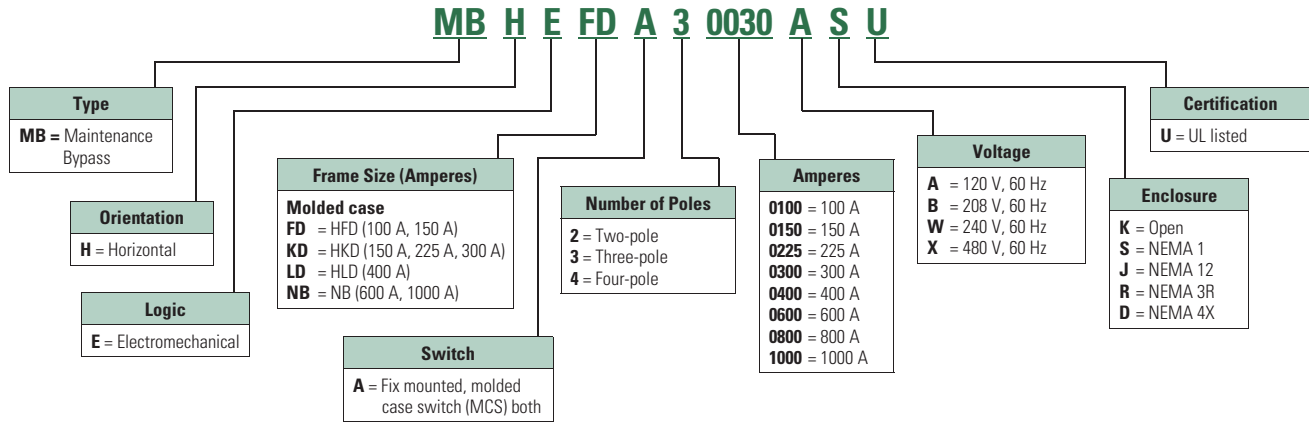 MB H E FD A 3 0030 A S U
Type
MB = Maintenance
Bypass
Orientation
H = Horizontal
Logic
E = Electromechanical
Frame Size (Amperes)
Molded case
FD = HFD (100 A, 150 A)
KD = HKD (150 A, 225 A, 300 A)
LD = HLD (400 A)
NB = NB (600 A, 1000 A)
Switch
A = Fix mounted, molded
case switch (MCS) both
Number of Poles
2 = Two-pole
3 = Three-pole
4 = Four-pole
Amperes
0100 = 100 A
0150 = 150 A
0225 = 225 A
0300 = 300 A
0400 = 400 A
0600 = 600 A
0800 = 800 A
1000 = 1000 A
Voltage
A = 120 V, 60 Hz
B = 208 V, 60 Hz
W = 240 V, 60 Hz
X = 480 V, 60 Hz
Enclosure
K = Open
S = NEMA 1
J = NEMA 12
R = NEMA 3R
D = NEMA 4X
Certification
U = UL listed